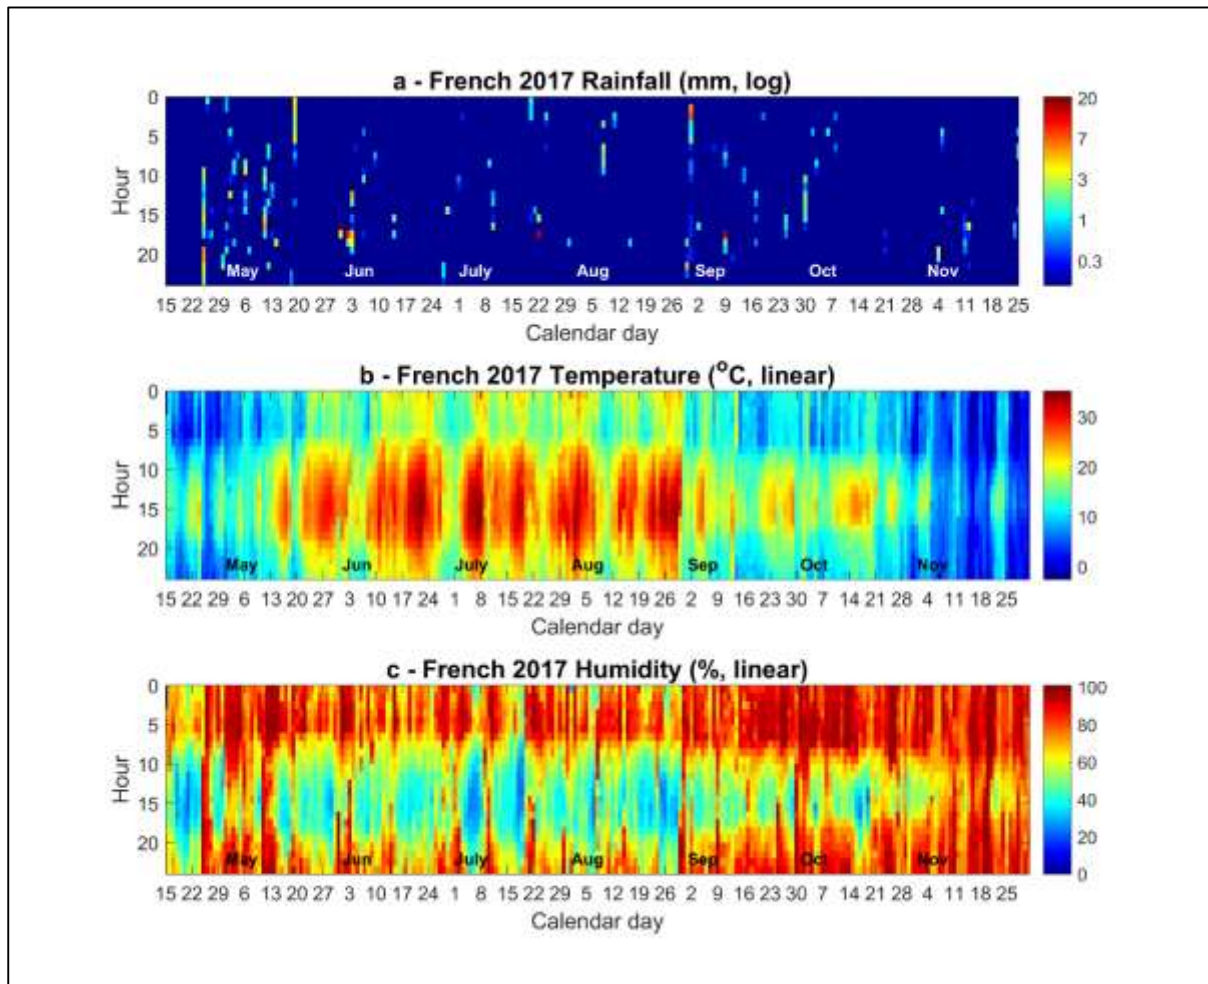 a - French 2017 Rainfall (mm, log)
0
5
10
15
20
Hour
20
7
3
1
0.3
May Jun July Aug Sep Oct Nov
15 22 29 6 13 20 27 3 10 17 24 1 8 15 22 29 5 12 19 26 2 9 16 23 30 7 14 21 28 4 11 18 25
Calendar day
b - French 2017 Temperature (°C, linear)
0
5
10
15
20
Hour
30
20
10
0
May Jun July Aug Sep Oct Nov
15 22 29 6 13 20 27 3 10 17 24 1 8 15 22 29 5 12 19 26 2 9 16 23 30 7 14 21 28 4 11 18 25
Calendar day
c - French 2017 Humidity (%, linear)
0
5
10
15
20
Hour
100
80
60
40
20
0
May Jun July Aug Sep Oct Nov
15 22 29 6 13 20 27 3 10 17 24 1 8 15 22 29 5 12 19 26 2 9 16 23 30 7 14 21 28 4 11 18 25
Calendar day